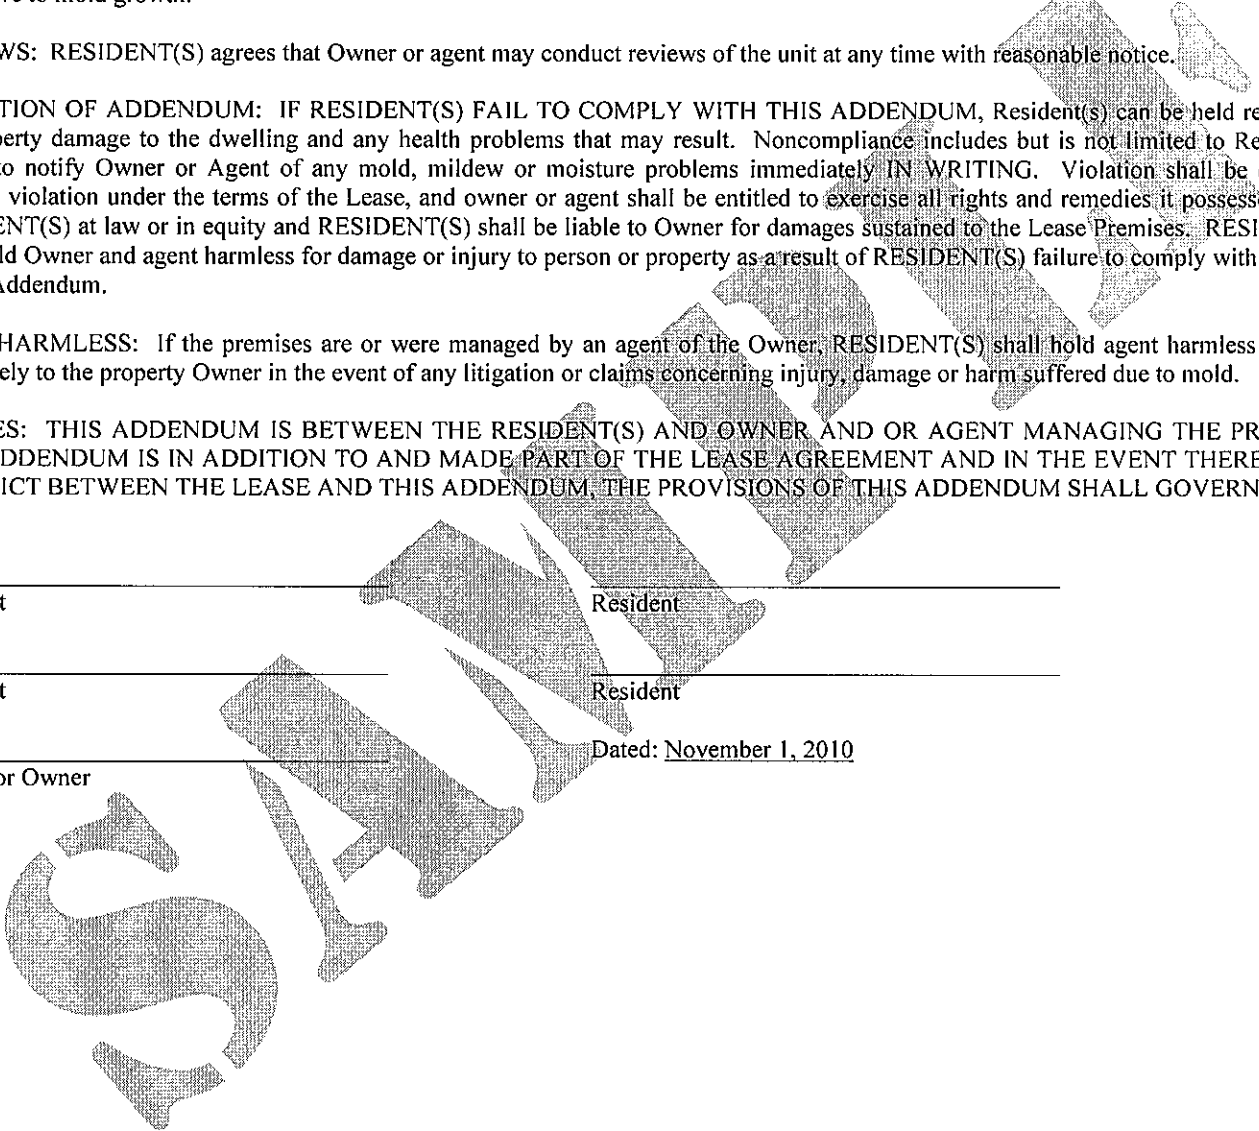 ve to mold growth.
WS: RESIDENT(S) agrees that Owner or agent may conduct reviews of the unit at any time with reasonable notice.
TION OF ADDENDUM: IF RESIDENT(S) FAIL TO COMPLY WITH THIS ADDENDUM, Resident(s) can be held re
perty damage to the dwelling and any health problems that may result. Noncompliance includes but is not limited to Re
to notify Owner or Agent of any mold, mildew or moisture problems immediately IN WRITING. Violation shall be
violation under the terms of the Lease, and owner or agent shall be entitled to exercise all rights and remedies it possess
ENT(S) at law or in equity and RESIDENT(S) shall be liable to Owner for damages sustained to the Lease Premises. RESI
ld Owner and agent harmless for damage or injury to person or property as a result of RESIDENT(S) failure to comply with
Addendum.
HARMLESS: If the premises are or were managed by an agent of the Owner, RESIDENT(S) shall hold agent harmless
ely to the property Owner in the event of any litigation or claims concerning injury, damage or harm suffered due to mold.
ES: THIS ADDENDUM IS BETWEEN THE RESIDENT(S) AND OWNER AND OR AGENT MANAGING THE PR
DDENDUM IS IN ADDITION TO AND MADE PART OF THE LEASE AGREEMENT AND IN THE EVENT THERE
ICT BETWEEN THE LEASE AND THIS ADDENDUM, THE PROVISIONS OF THIS ADDENDUM SHALL GOVERN
t Resident
t Resident
Dated: November 1, 2010
or Owner
SAMPLE